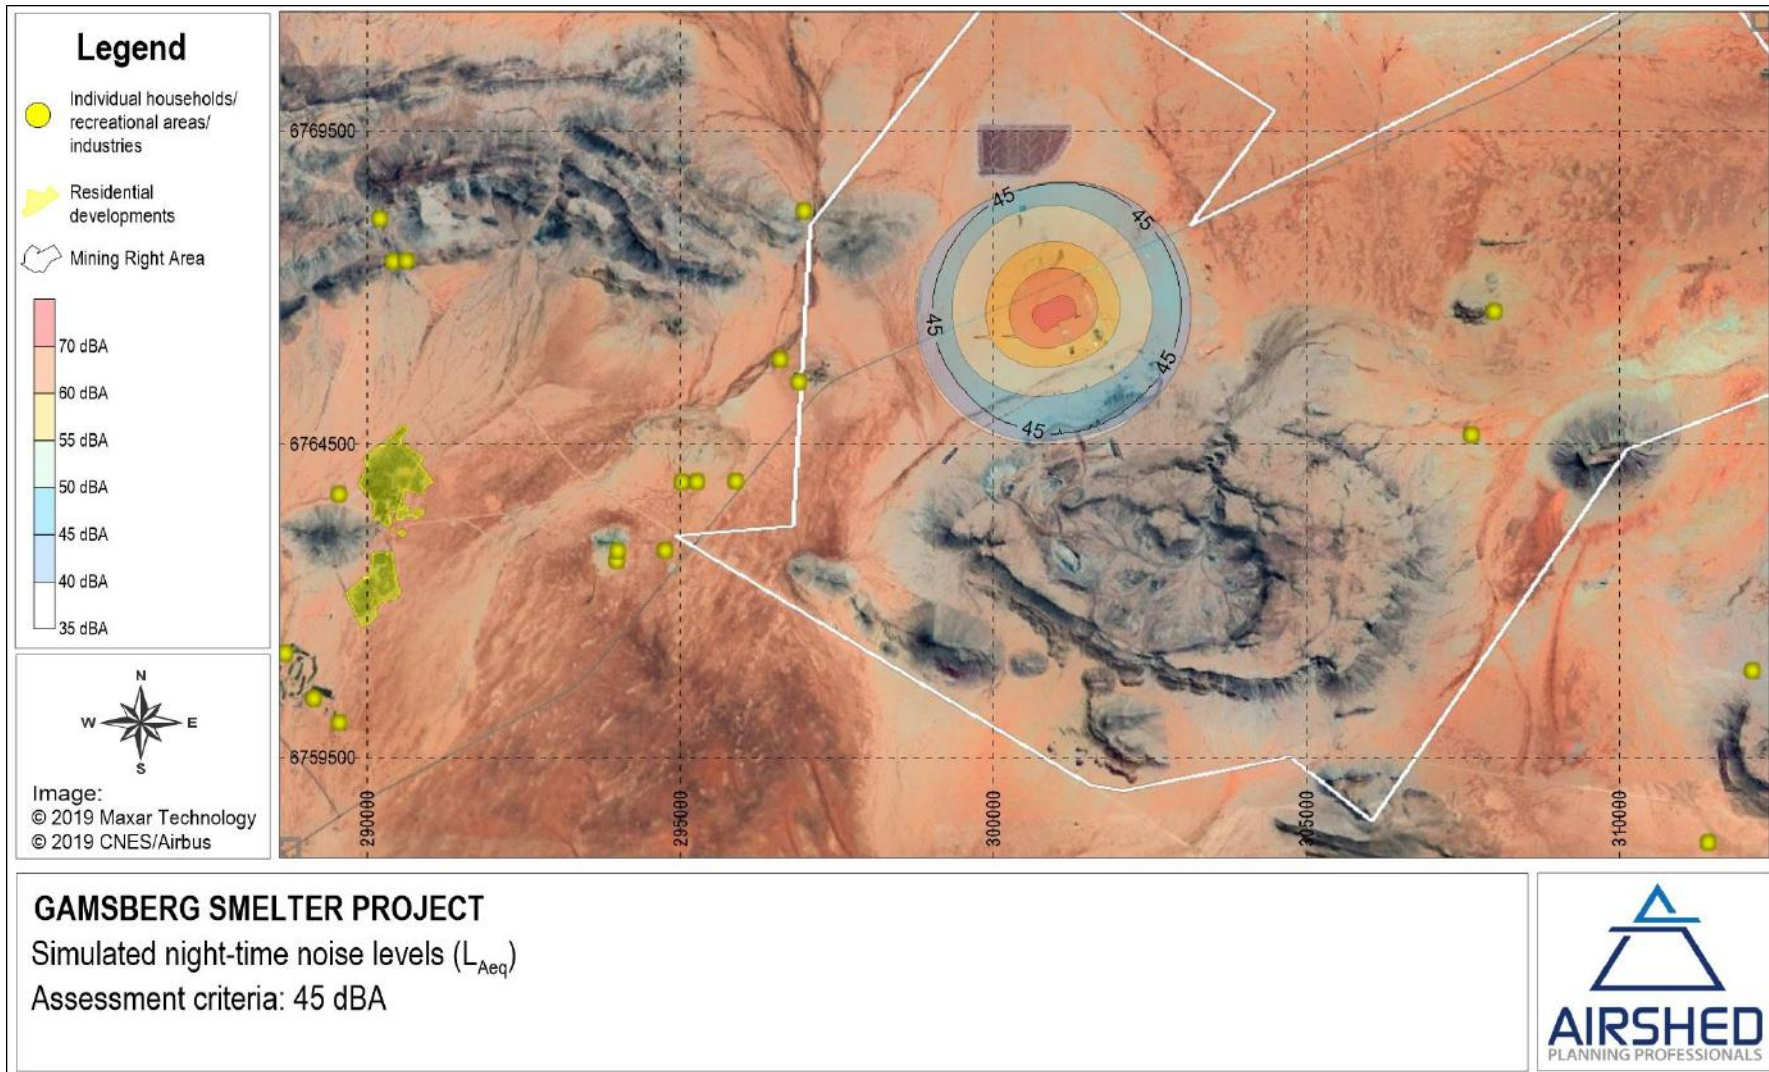 Legend
Individual households/
recreational areas/
industries
Residential
developments
Mining Right Area
70 dBA
60 dBA
55 dBA
50 dBA
45 dBA
40 dBA
35 dBA
N
W E
S
Image:
© 2019 Maxar Technology
© 2019 CNES/Airbus
6769500
6764500
6759500
290000
295000
300000
305000
310000
45
45
45
45
45
GAMSBERG SMELTER PROJECT
Simulated night-time noise levels (LAeq)
Assessment criteria: 45 dBA
AIRSHED
PLANNING PROFESSIONALS